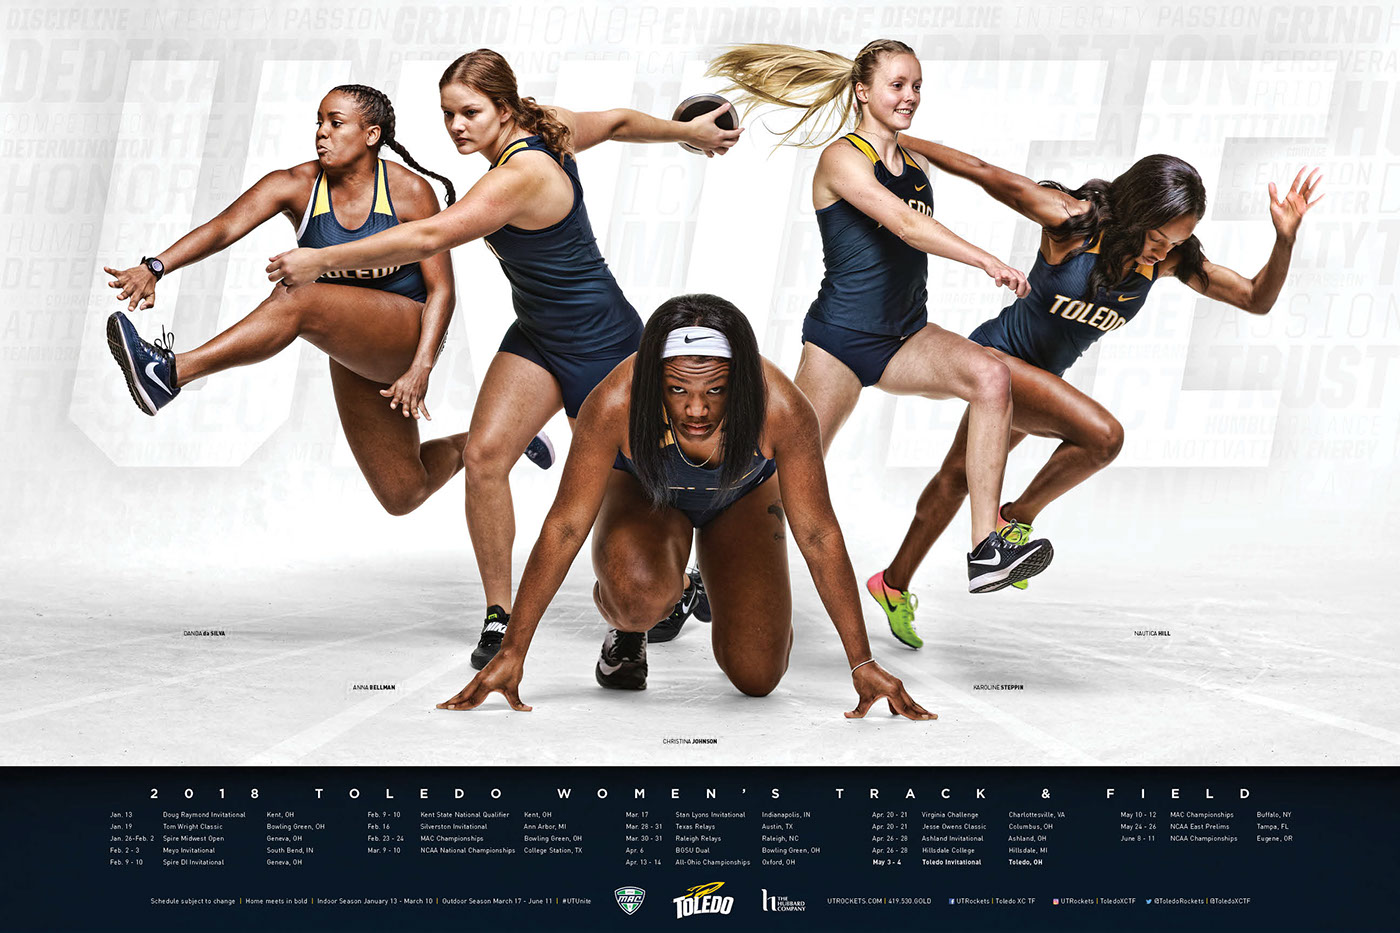 DISCIPLINE INTEGRITY PASSION GRIND HONOR ENDURANCE DISCIPLINE INTEGRITY PASSION GRIND
DEDICATION
UNITE
COMPETITION
DETERMINATION
HONOR
HUMBLE
TEAMWORK
TRUST
MOTIVATION ENERGY
TOLEDO
TOLEDO
TOLEDO
NIKE
DANDA da SILVA
NAUTICA HILL
ANNA BELLMAN
KAROLINE STEPPIN
CHRISTINA JOHNSON
2018 TOLEDO WOMEN'S TRACK & FIELD
Jan. 13 Doug Raymond Invitational Kent, OH
Jan. 19 Tom Wright Classic Bowling Green, OH
Jan. 26-Feb. 2 Spire Midwest Open Geneva, OH
Feb. 2 - 3 Meyo Invitational South Bend, IN
Feb. 9 - 10 Spire DI Invitational Geneva, OH
Feb. 9 - 10 Kent State National Qualifier Kent, OH
Feb. 16 Silverston Invitational Ann Arbor, MI
Feb. 23 - 24 MAC Championships Bowling Green, OH
Mar. 9 - 10 NCAA National Championships College Station, TX
Mar. 17 Stan Lyons Invitational Indianapolis, IN
Mar. 28 - 31 Texas Relays Austin, TX
Mar. 30 - 31 Raleigh Relays Raleigh, NC
Apr. 6 BGSU Dual Bowling Green, OH
Apr. 13 - 14 All-Ohio Championships Oxford, OH
Apr. 20 - 21 Virginia Challenge Charlottesville, VA
Apr. 20 - 21 Jesse Owens Classic Columbus, OH
Apr. 26 - 28 Ashland Invitational Ashland, OH
Apr. 26 - 28 Hillsdale College Hillsdale, MI
May 3 - 4 Toledo Invitational Toledo, OH
May 10 - 12 MAC Championships Buffalo, NY
May 24 - 26 NCAA East Prelims Tampa, FL
June 8 - 11 NCAA Championships Eugene, OR
Schedule subject to change | Home meets in bold | Indoor Season January 13 - March 10 | Outdoor Season March 17 - June 11 | #UTUnite
MAC
TOLEDO
THE HUBBARD COMPANY
UTROCKETS.COM | 419.530.GOLD
UTRockets | Toledo XC TF
UTRockets | ToledoXCTF
@ToledoRockets | @ToledoXCTF